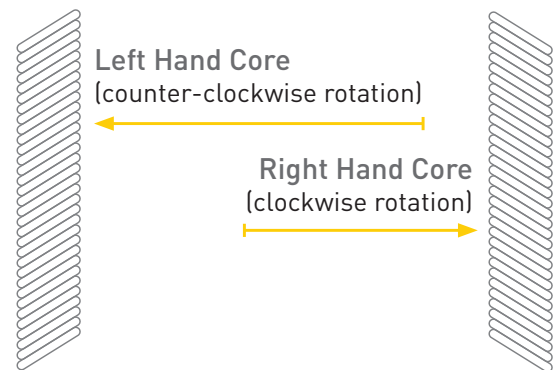 Left Hand Core
(counter-clockwise rotation)
Right Hand Core
(clockwise rotation)